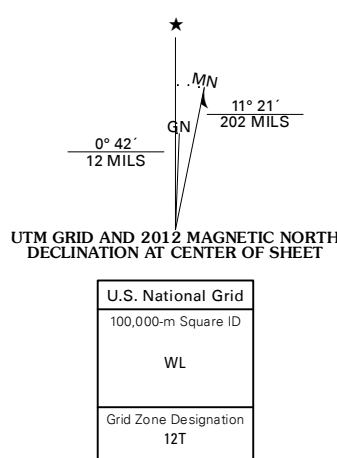 ★
MN
11° 21´
202 MILS
GN
0° 42´
12 MILS
UTM GRID AND 2012 MAGNETIC NORTH
DECLINATION AT CENTER OF SHEET
U.S. National Grid
100,000-m Square ID
WL
Grid Zone Designation
12T